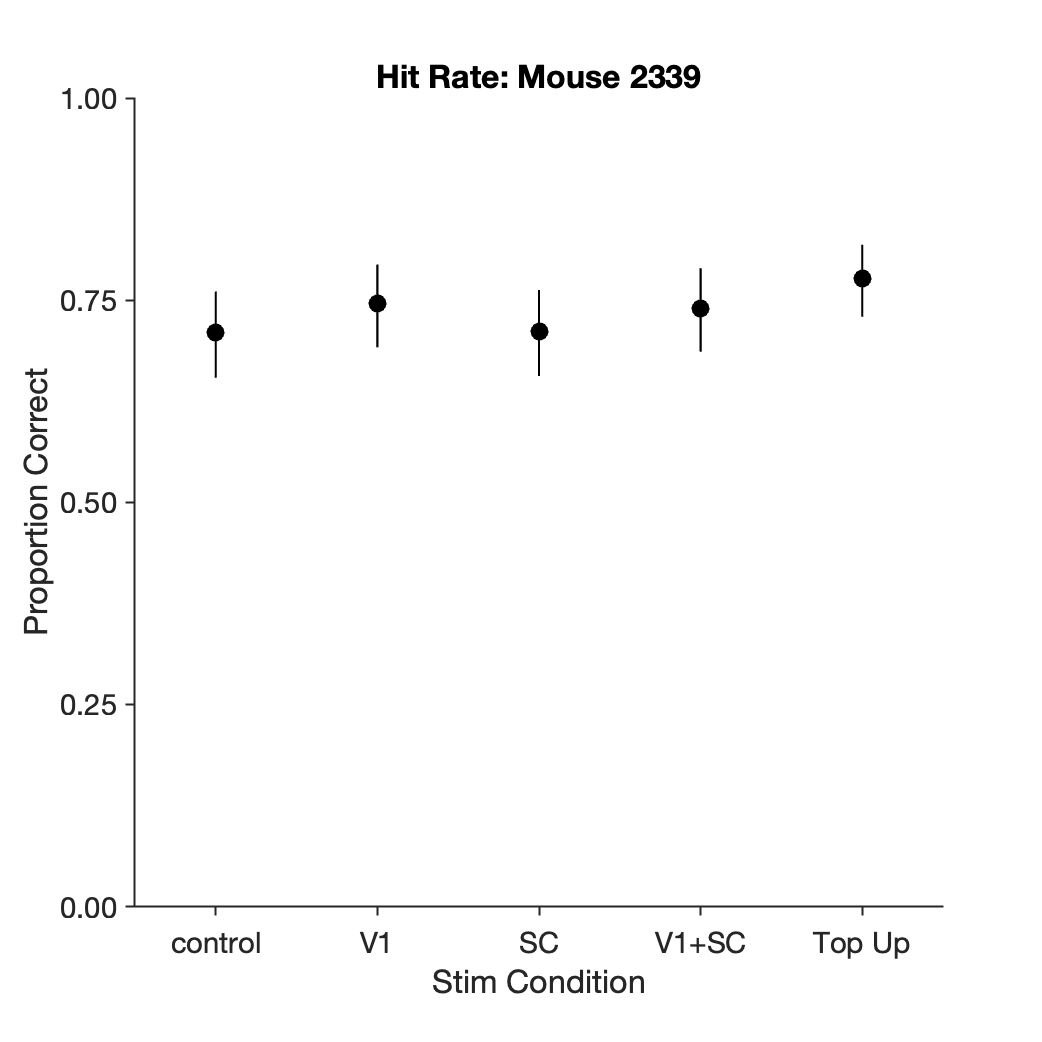 Hit Rate: Mouse 2339
1.00
0.75
0.50
0.25
0.00
Proportion Correct
control V1 SC V1+SC Top Up
Stim Condition